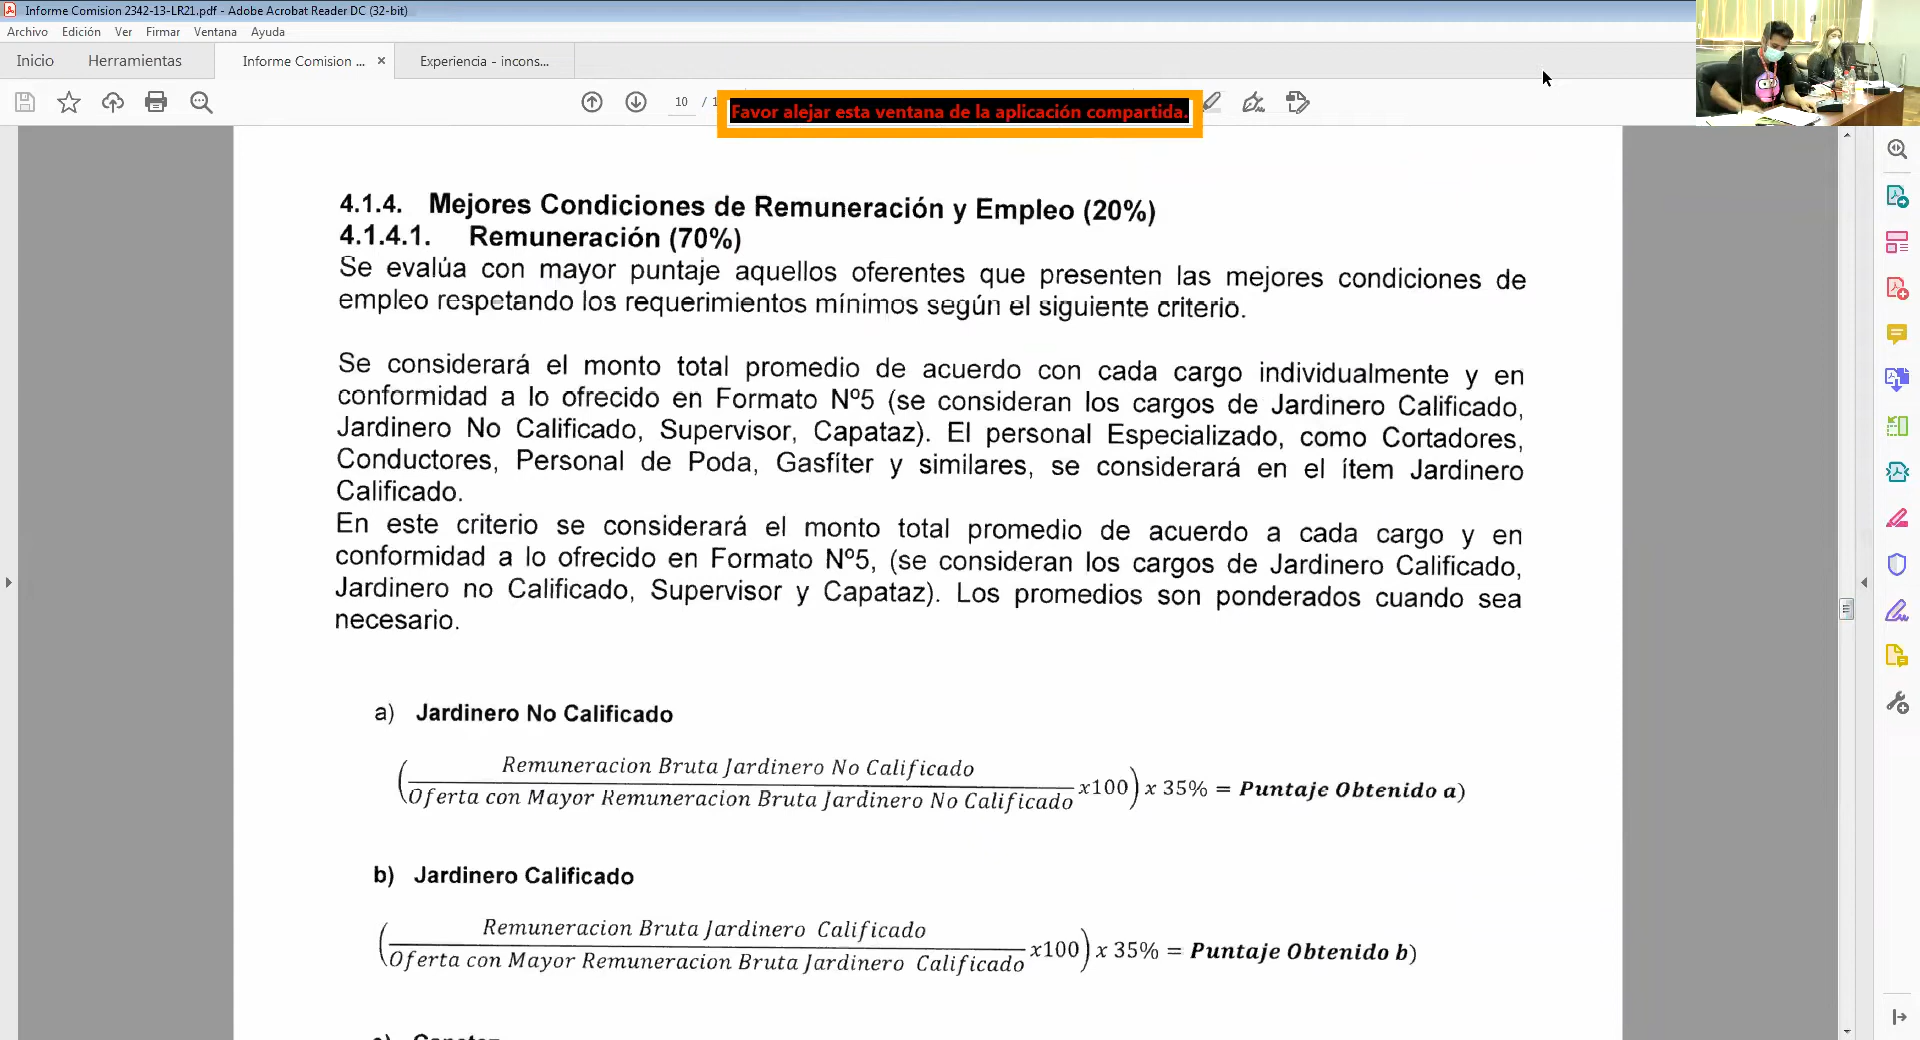 Informe Comision 2342-13-LR21.pdf - Adobe Acrobat Reader DC (32-bit)
Archivo Edición Ver Firmar Ventana Ayuda
Inicio Herramientas Informe Comision ... × Experiencia - incons...
10 / 1
Favor alejar esta ventana de la aplicación compartida.
4.1.4. Mejores Condiciones de Remuneración y Empleo (20%)
4.1.4.1. Remuneración (70%)
Se evalúa con mayor puntaje aquellos oferentes que presenten las mejores condiciones de
empleo respetando los requerimientos mínimos según el siguiente criterio.
Se considerará el monto total promedio de acuerdo con cada cargo individualmente y en
conformidad a lo ofrecido en Formato Nº5 (se consideran los cargos de Jardinero Calificado,
Jardinero No Calificado, Supervisor, Capataz). El personal Especializado, como Cortadores,
Conductores, Personal de Poda, Gasfíter y similares, se considerará en el ítem Jardinero
Calificado.
En este criterio se considerará el monto total promedio de acuerdo a cada cargo y en
conformidad a lo ofrecido en Formato Nº5, (se consideran los cargos de Jardinero Calificado,
Jardinero no Calificado, Supervisor y Capataz). Los promedios son ponderados cuando sea
necesario.
a) Jardinero No Calificado
(Remuneracion Bruta Jardinero No Calificado
Oferta con Mayor Remuneracion Bruta Jardinero No Calificado x100) x 35% = Puntaje Obtenido a)
b) Jardinero Calificado
(Remuneracion Bruta Jardinero Calificado
Oferta con Mayor Remuneracion Bruta Jardinero Calificado x100) x 35% = Puntaje Obtenido b)